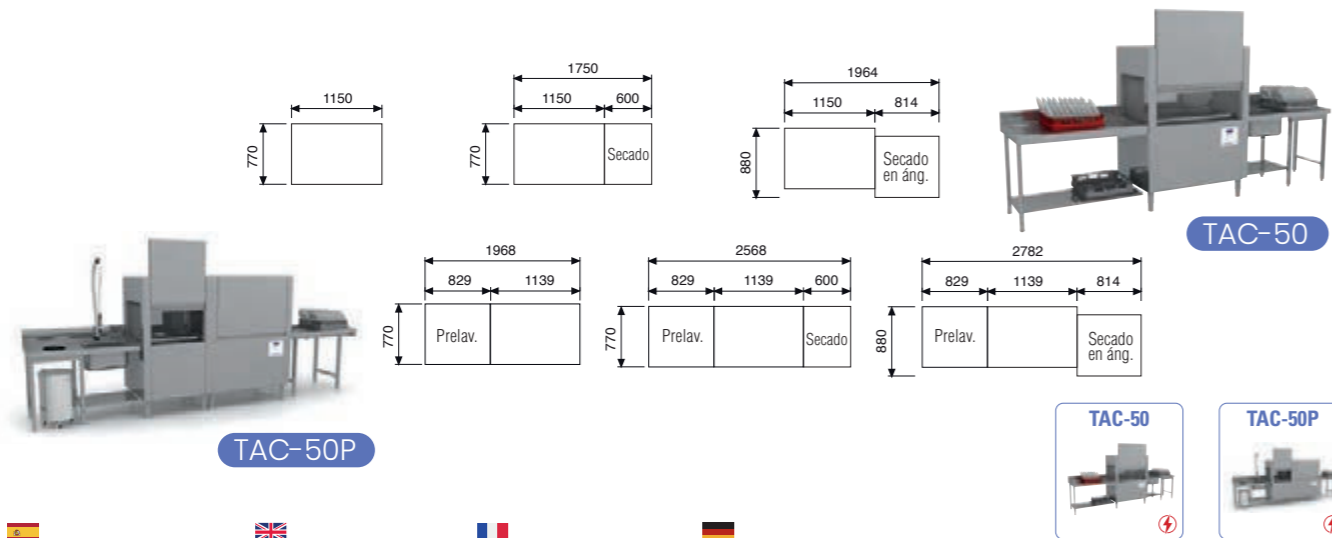 1150
770
1750
1150
600
770
Secado
1964
1150
814
880
Secado
en áng.
TAC-50
1968
829
1139
770
Prelav.
2568
829
1139
600
770
Prelav.
Secado
2782
829
1139
814
880
Prelav.
Secado
en áng.
TAC-50P
TAC-50
TAC-50P